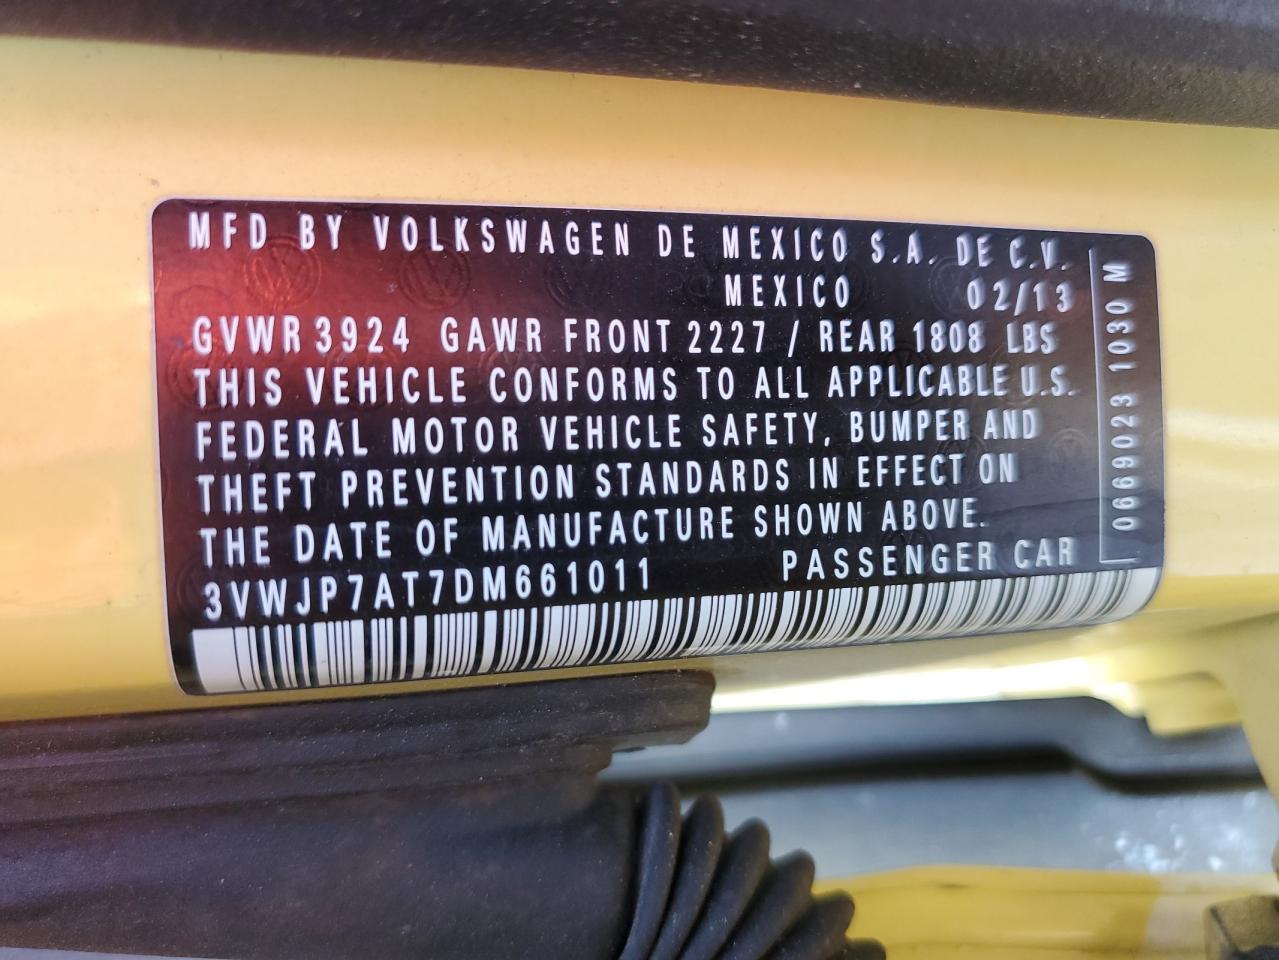 MFD BY VOLKSWAGEN DE MEXICO S.A. DE C.V.
MEXICO 02/13
GVWR 3924 GAWR FRONT 2227 / REAR 1808 LBS
THIS VEHICLE CONFORMS TO ALL APPLICABLE U.S.
FEDERAL MOTOR VEHICLE SAFETY, BUMPER AND
THEFT PREVENTION STANDARDS IN EFFECT ON
THE DATE OF MANUFACTURE SHOWN ABOVE.
3VWJP7AT7DM661011 PASSENGER CAR
0669023 1030 M